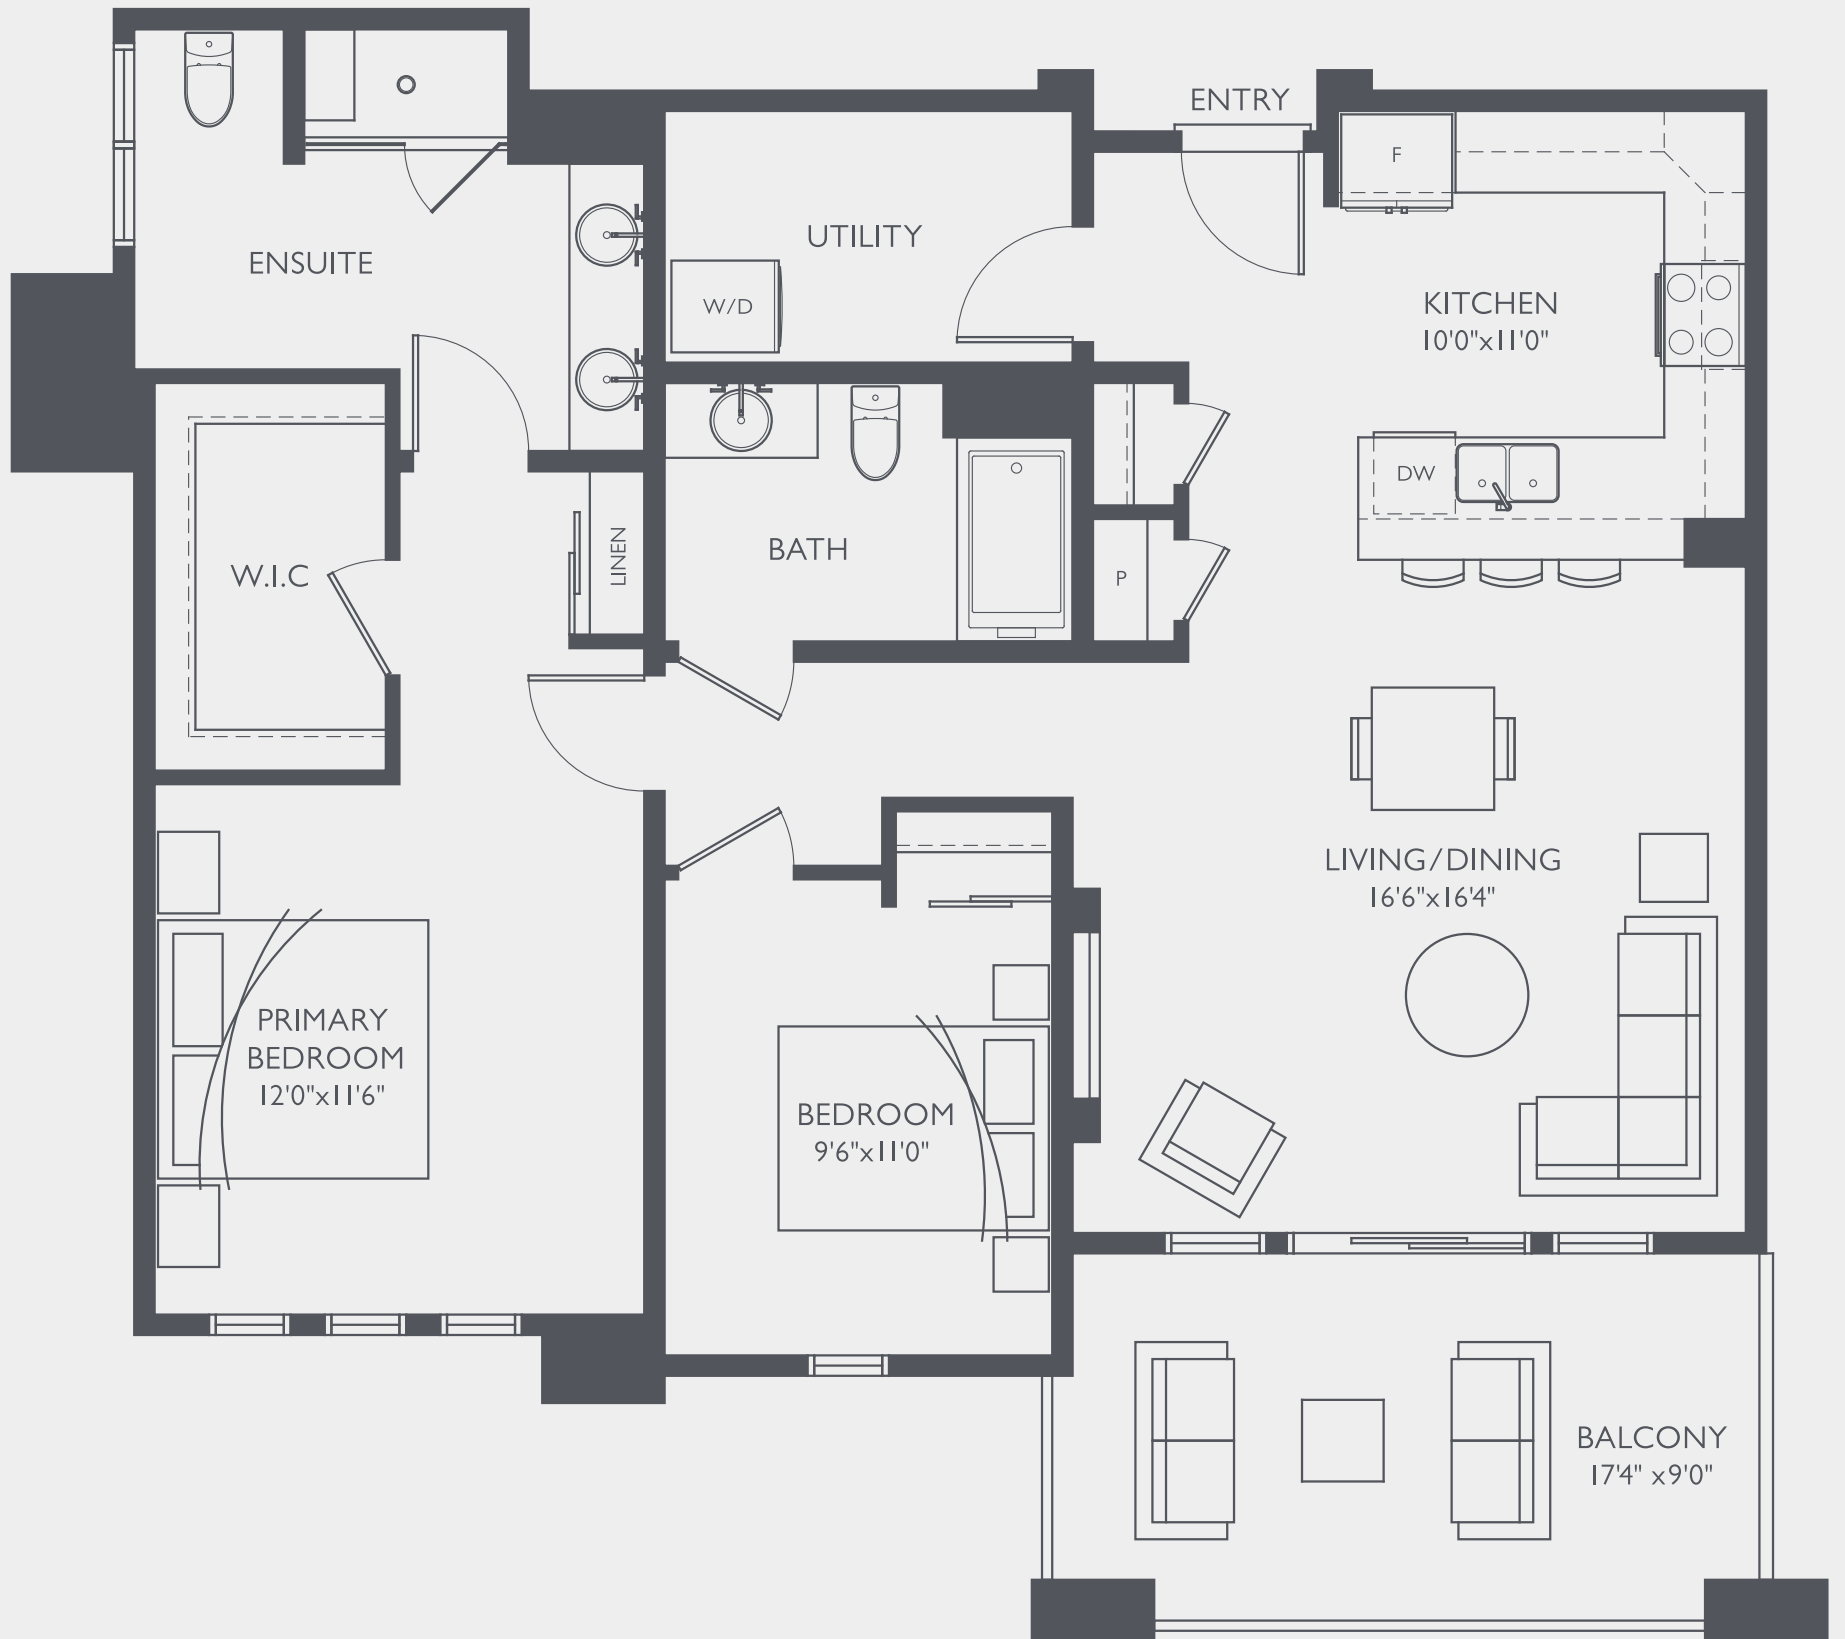 ENTRY
F
UTILITY
ENSUITE
W/D
KITCHEN
10'0"x11'0"
DW
LINEN
BATH
W.I.C
P
LIVING/DINING
16'6"x16'4"
PRIMARY
BEDROOM
12'0"x11'6"
BEDROOM
9'6"x11'0"
BALCONY
17'4" x9'0"